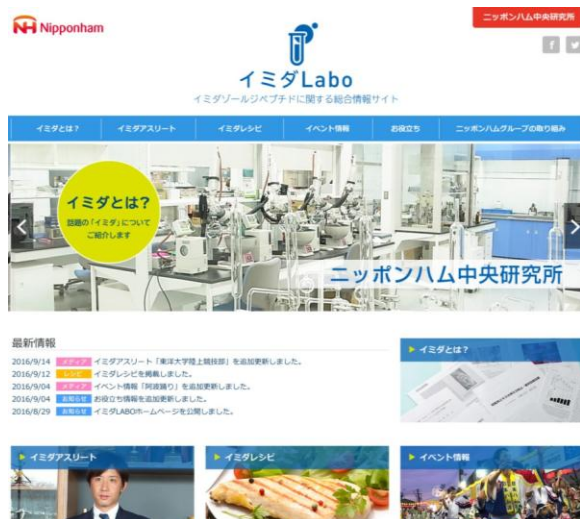 Nipponham
ニッポンハム中央研究所
イミダLabo
イミダゾールジペプチドに関する総合情報サイト
イミダとは? イミダアスリート イミダレシピ イベント情報 お役立ち ニッポンハムグループの取り組み
イミダとは?
話題の「イミダ」について
ご紹介します
ニッポンハム中央研究所
最新情報
2016/9/14 メディア イミダアスリート「東洋大学陸上競技部」を追加更新しました。
2016/9/12 レシピ イミダレシピを掲載しました。
2016/9/04 メディア イベント情報「阿波踊り」を追加更新しました。
2016/9/04 お知らせ お役立ち情報を追加更新しました。
2016/8/29 お知らせ イミダLABOホームページを公開しました。
イミダとは?
イミダアスリート
イミダレシピ
イベント情報